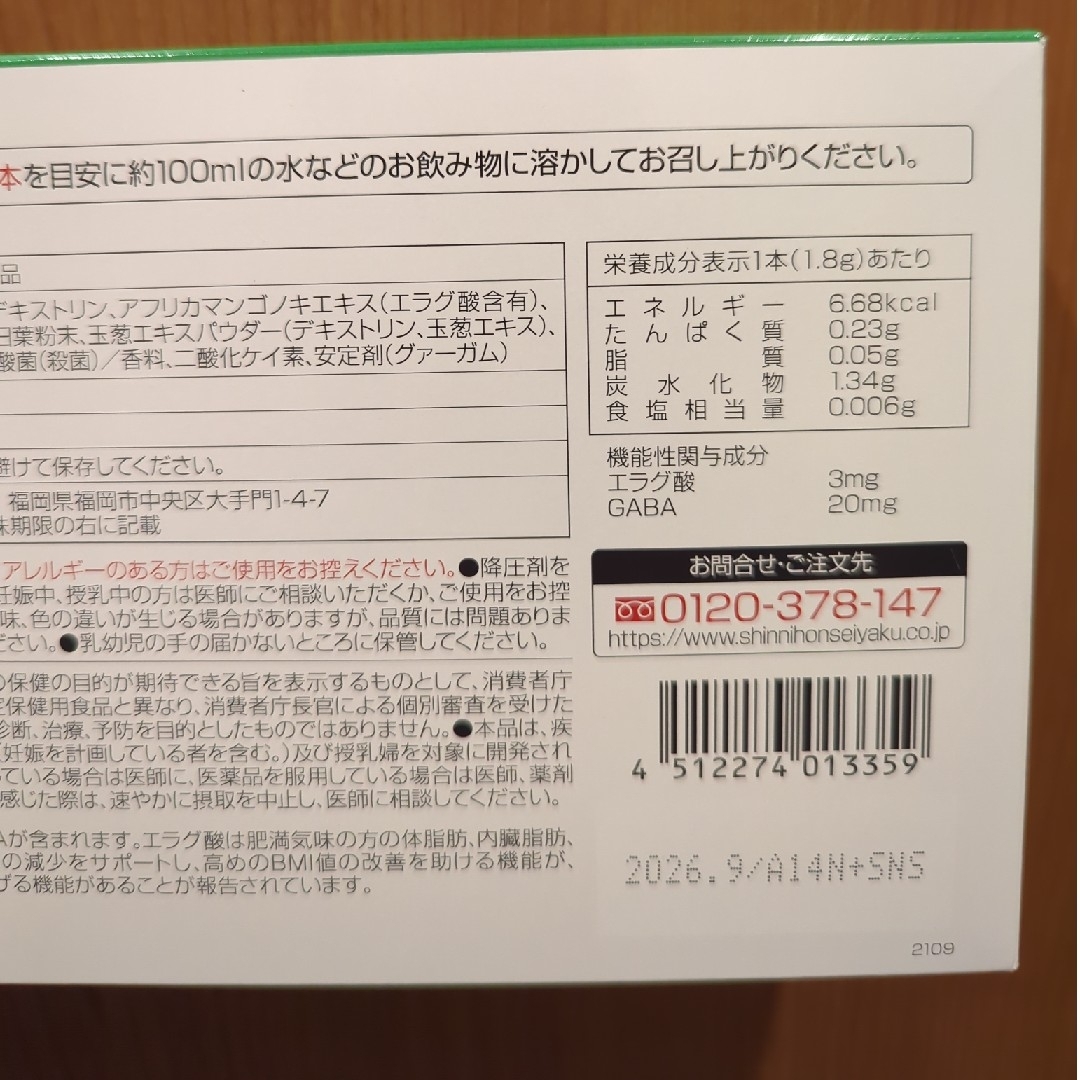 本を目安に約100mlの水などのお飲み物に溶かしてお召し上がりください。
品
デキストリン、アフリカマンゴノキエキス(エラグ酸含有)、
日葉粉末、玉葱エキスパウダー(デキストリン、玉葱エキス)、
酸菌(殺菌)/香料、二酸化ケイ素、安定剤(グァーガム)
避けて保存してください。
福岡県福岡市中央区大手門1-4-7
味期限の右に記載
栄養成分表示1本(1.8g)あたり
エネルギー 6.68kcal
たんぱく質 0.23g
脂質 0.05g
炭水化物 1.34g
食塩相当量 0.006g
機能性関与成分
エラグ酸 3mg
GABA 20mg
アレルギーのある方はご使用をお控えください。●降圧剤を
妊娠中、授乳中の方は医師にご相談いただくか、ご使用をお控
味、色の違いが生じる場合がありますが、品質には問題ありま
ださい。●乳幼児の手の届かないところに保管してください。
の保健の目的が期待できる旨を表示するものとして、消費者庁
定保健用食品と異なり、消費者庁長官による個別審査を受けた
診断、治療、予防を目的としたものではありません。●本品は、疾
(妊娠を計画している者を含む。)及び授乳婦を対象に開発され
っている場合は医師に、医薬品を服用している場合は医師、薬剤
感じた際は、速やかに摂取を中止し、医師に相談してください。
Aが含まれます。エラグ酸は肥満気味の方の体脂肪、内臓脂肪、
の減少をサポートし、高めのBMI値の改善を助ける機能が、
げる機能があることが報告されています。
お問合せ・ご注文先
0120-378-147
https://www.shinnihonseiyaku.co.jp
4 512274 013359
2026.9/A14N+SNS
2109